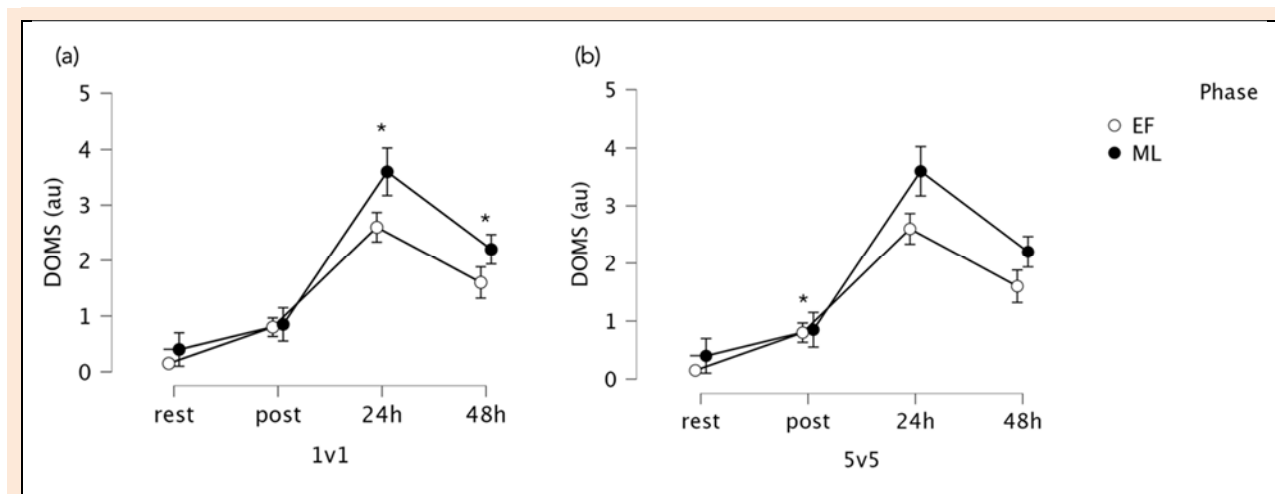 (a)
5
4
3
2
1
0
DOMS (au)
*
*
rest post 24h 48h
1v1
(b)
5
4
3
2
1
0
DOMS (au)
*
rest post 24h 48h
5v5
Phase
EF
ML